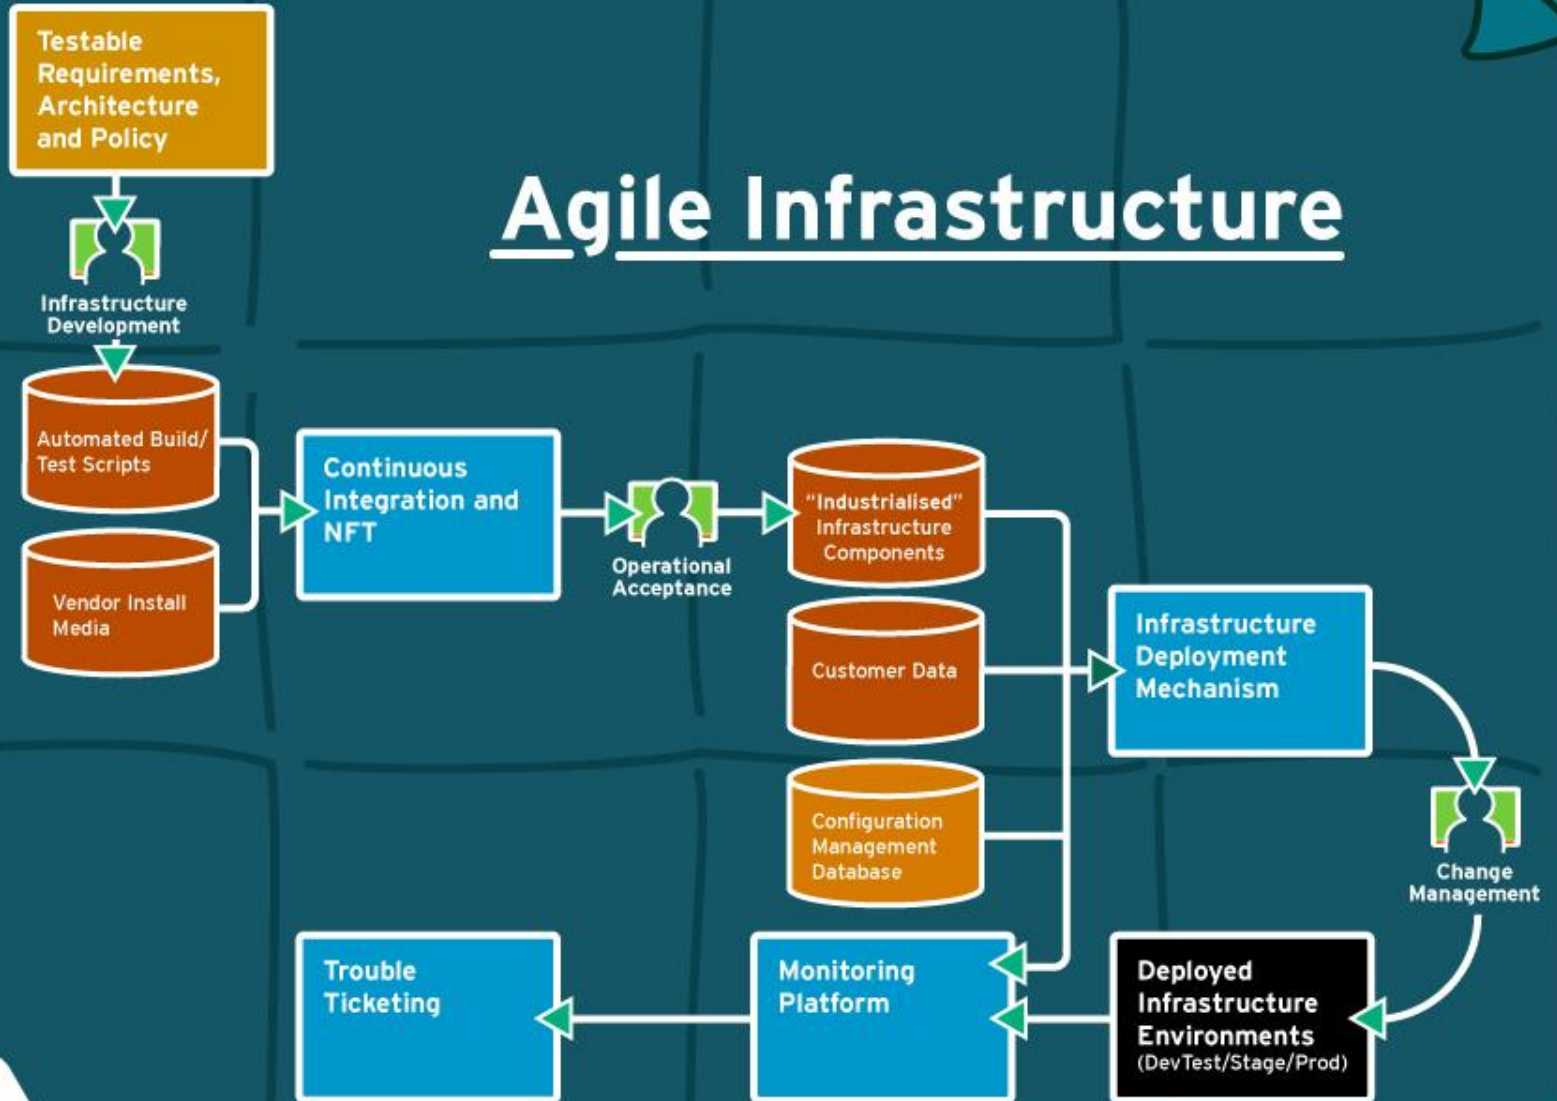 Testable
Requirements,
Architecture
and Policy
Agile Infrastructure
Infrastructure
Development
Automated Build/
Test Scripts
Vendor Install
Media
Continuous
Integration and
NFT
Operational
Acceptance
"Industrialised"
Infrastructure
Components
Customer Data
Configuration
Management
Database
Infrastructure
Deployment
Mechanism
Change
Management
Deployed
Infrastructure
Environments
(DevTest/Stage/Prod)
Monitoring
Platform
Trouble
Ticketing